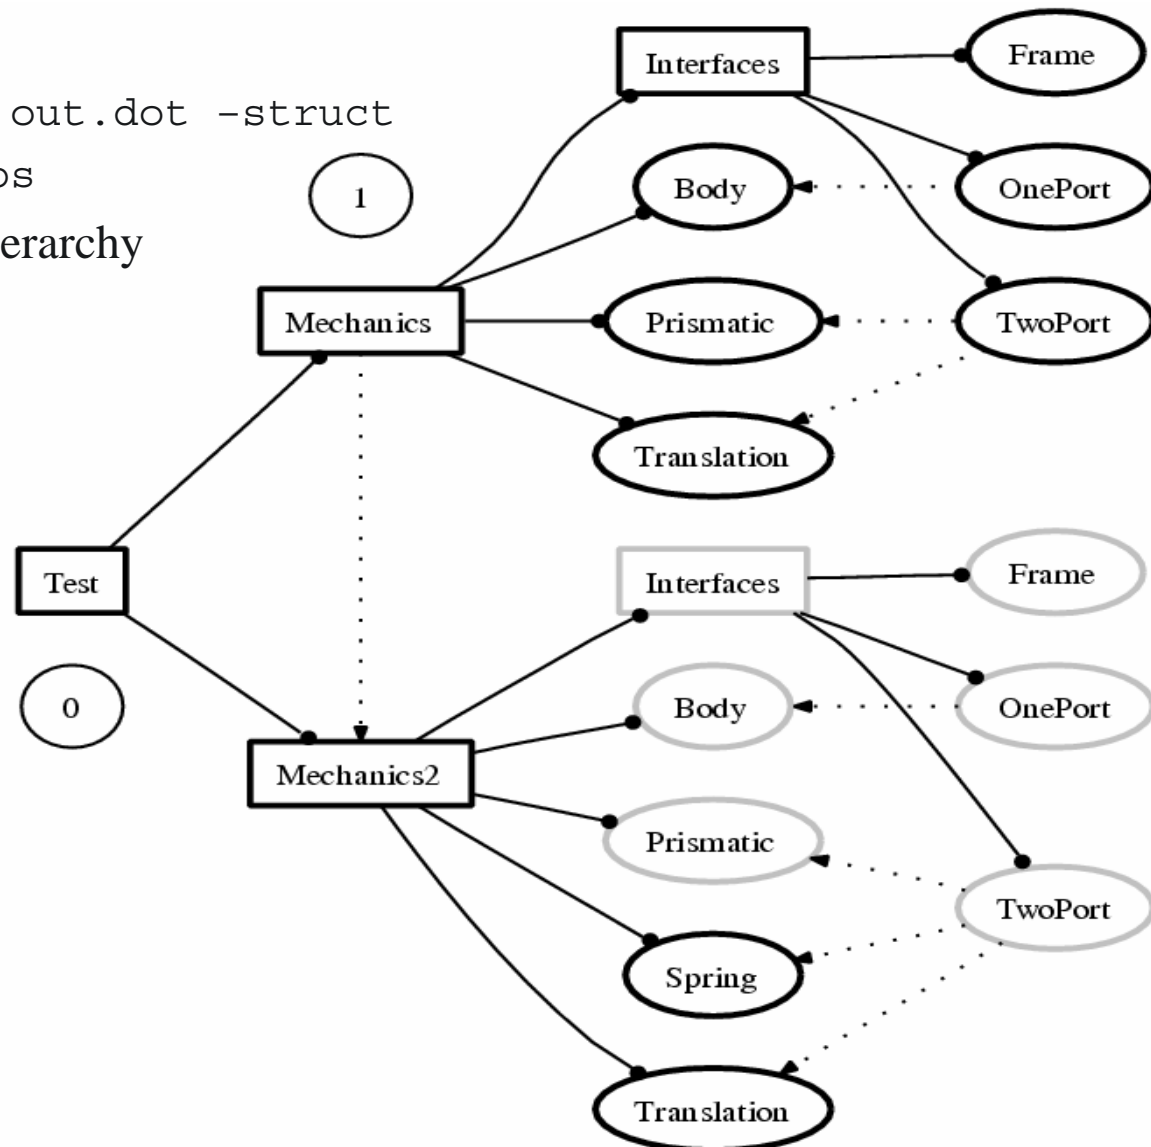 out.dot -struct
os
erarchy
1
Interfaces
Frame
Body
OnePort
Mechanics
Prismatic
TwoPort
Translation
Test
0
Interfaces
Frame
Body
OnePort
Mechanics2
Prismatic
TwoPort
Spring
Translation